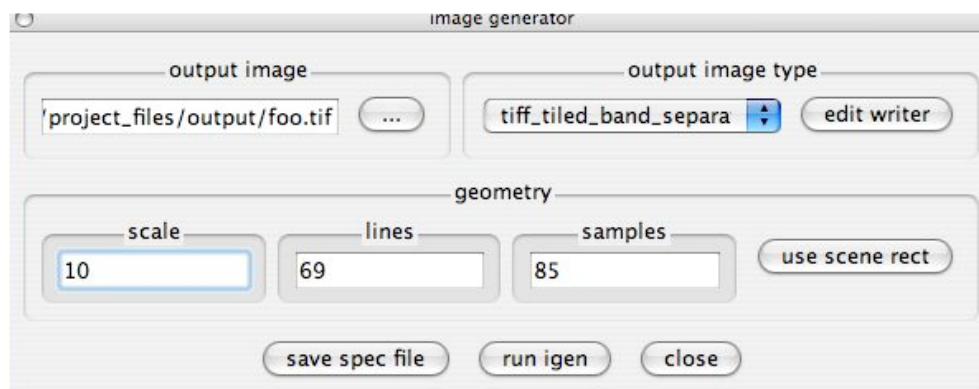 image generator
output image
output image type
/project_files/output/foo.tif
...
tiff_tiled_band_separa
edit writer
geometry
scale
lines
samples
10
69
85
use scene rect
save spec file
run igen
close